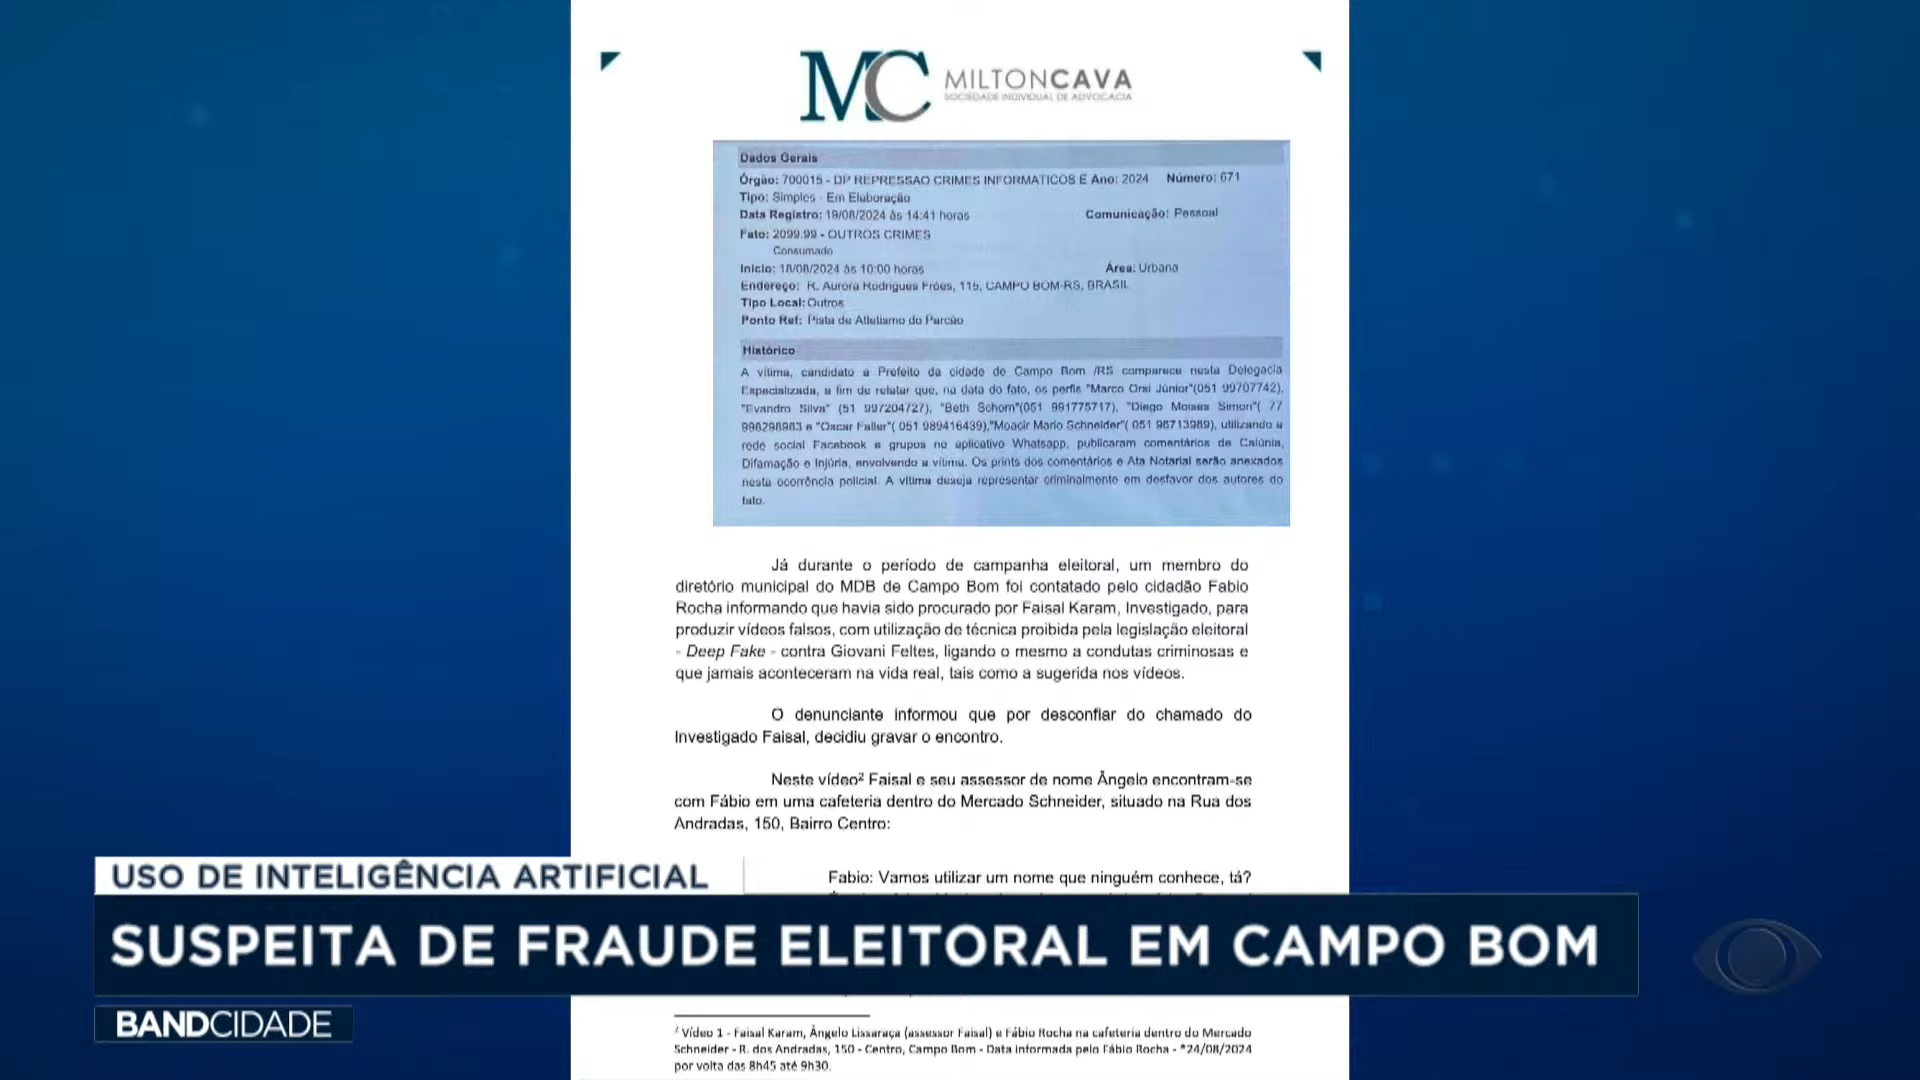 MC MILTONCAVA
SOCIEDADE INDIVIDUAL DE ADVOCACIA
Dados Gerais
Órgão: 700015 - DP REPRESSAO CRIMES INFORMATICOS E Ano: 2024 Número: 671
Tipo: Simples - Em Elaboração
Data Registro: 19/08/2024 às 14:41 horas Comunicação: Pessoal
Fato: 2099.99 - OUTROS CRIMES
Consumado
Início: 18/08/2024 às 10:00 horas Área: Urbana
Endereço: R. Aurora Rodrigues Fróes, 115, CAMPO BOM-RS, BRASIL
Tipo Local: Outros
Ponto Ref: Pista de Atletismo do Parcão
Histórico
A vítima, candidato a Prefeito da cidade de Campo Bom /RS comparece nesta Delegacia
Especializada, a fim de relatar que, na data do fato, os perfis "Marco Orsi Júnior"(051 99707742),
"Evandro Silva" (51 997204727), "Beth Schom"(051 991775717), "Diego Moises Simon"( 77
998298983 e "Oscar Faller"( 051 989416439),"Moacir Mario Schneider"( 051 96713989), utilizando a
rede social Facebook e grupos no aplicativo Whatsapp, publicaram comentários de Calúnia,
Difamação e Injúria, envolvendo a vítima. Os prints dos comentários e Ata Notarial serão anexados
nesta ocorrência policial. A vítima deseja representar criminalmente em desfavor dos autores do
fato.
Já durante o período de campanha eleitoral, um membro do
diretório municipal do MDB de Campo Bom foi contatado pelo cidadão Fabio
Rocha informando que havia sido procurado por Faisal Karam, Investigado, para
produzir vídeos falsos, com utilização de técnica proibida pela legislação eleitoral
- Deep Fake - contra Giovani Feltes, ligando o mesmo a condutas criminosas e
que jamais aconteceram na vida real, tais como a sugerida nos vídeos.
O denunciante informou que por desconfiar do chamado do
Investigado Faisal, decidiu gravar o encontro.
Neste vídeo² Faisal e seu assessor de nome Ângelo encontram-se
com Fábio em uma cafeteria dentro do Mercado Schneider, situado na Rua dos
Andradas, 150, Bairro Centro:
Fabio: Vamos utilizar um nome que ninguém conhece, tá?
USO DE INTELIGÊNCIA ARTIFICIAL
SUSPEITA DE FRAUDE ELEITORAL EM CAMPO BOM
BANDCIDADE
² Vídeo 1 - Faisal Karam, Ângelo Lissaraça (assessor Faisal) e Fábio Rocha na cafeteria dentro do Mercado
Schneider - R. dos Andradas, 150 - Centro, Campo Bom - Data informada pelo Fábio Rocha - *24/08/2024
por volta das 8h45 até 9h30.